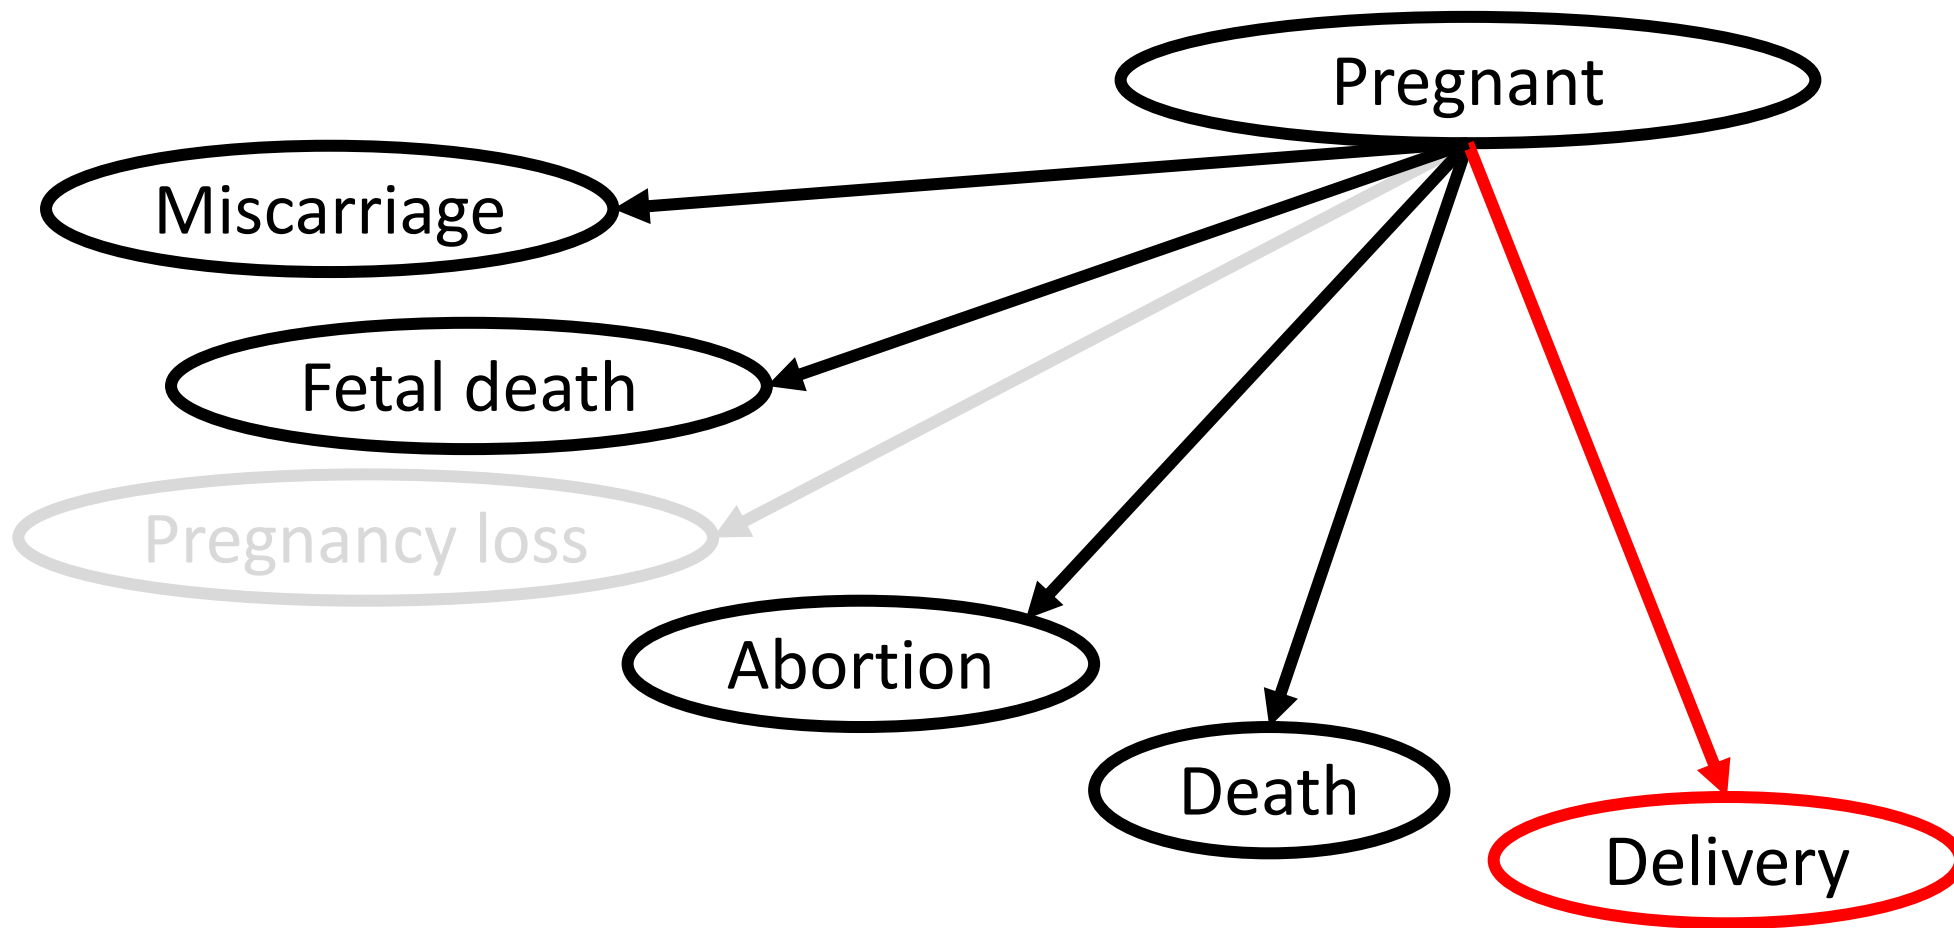 Pregnant
Miscarriage
Fetal death
Pregnancy loss
Abortion
Death
Delivery